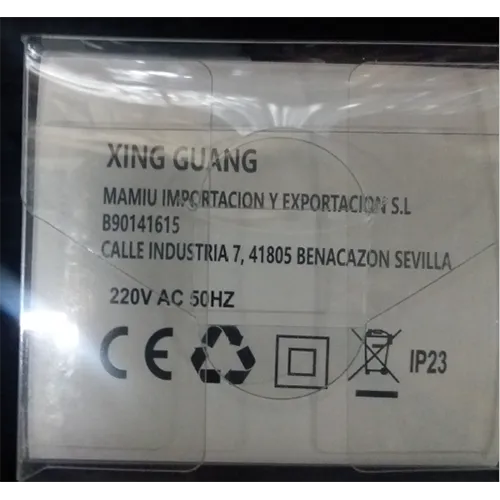 XING GUANG
MAMIU IMPORTACION Y EXPORTACION S.L
B90141615
CALLE INDUSTRIA 7, 41805 BENACAZON SEVILLA
220V AC 50HZ
CE IP23